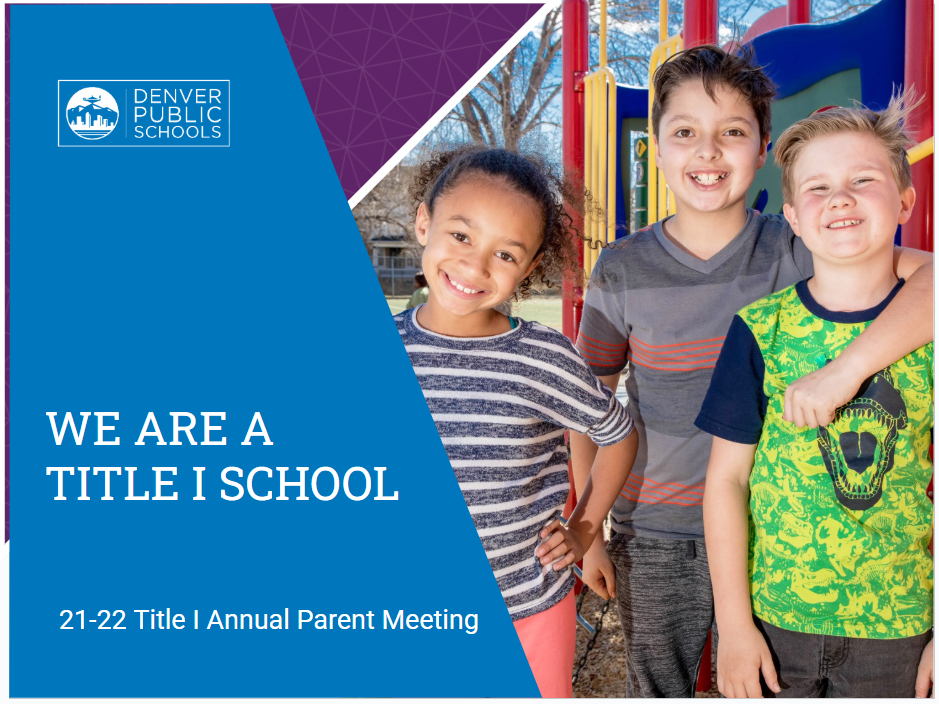 DENVER
PUBLIC
SCHOOLS
WE ARE A
TITLE I SCHOOL
21-22 Title I Annual Parent Meeting